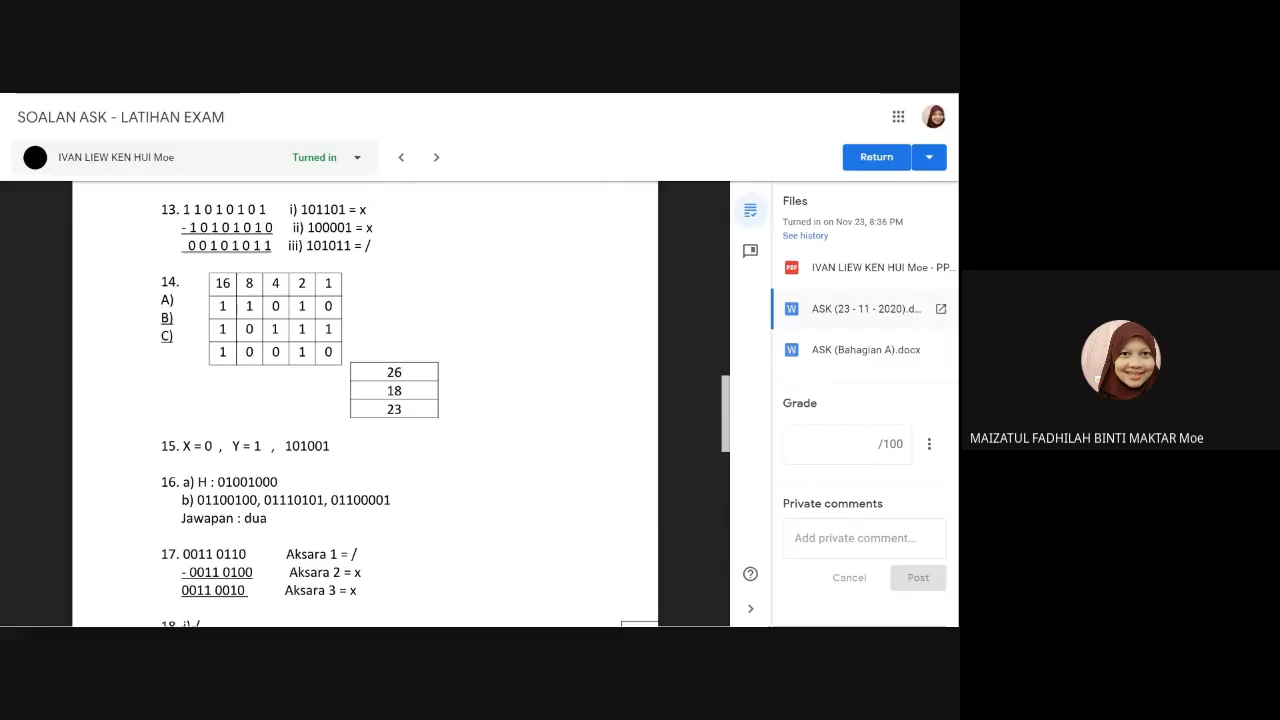 SOALAN ASK - LATIHAN EXAM
IVAN LIEW KEN HUI Moe
Turned in
Return
13. 1 1 0 1 0 1 0 1 i) 101101 = x
- 1 0 1 0 1 0 1 0 ii) 100001 = x
0 0 1 0 1 0 1 1 iii) 101011 = /
14.
A)
B)
C)
16 8 4 2 1
1 1 0 1 0
1 0 1 1 1
1 0 0 1 0
26
18
23
15. X = 0 , Y = 1 , 101001
16. a) H : 01001000
b) 01100100, 01110101, 01100001
Jawapan : dua
17. 0011 0110 Aksara 1 = /
- 0011 0100 Aksara 2 = x
0011 0010 Aksara 3 = x
18. i) /
Files
Turned in on Nov 23, 8:36 PM
See history
PDF IVAN LIEW KEN HUI Moe - PP...
W ASK (23 - 11 - 2020).d...
W ASK (Bahagian A).docx
Grade
/100
Private comments
Add private comment...
Cancel Post
MAIZATUL FADHILAH BINTI MAKTAR Moe